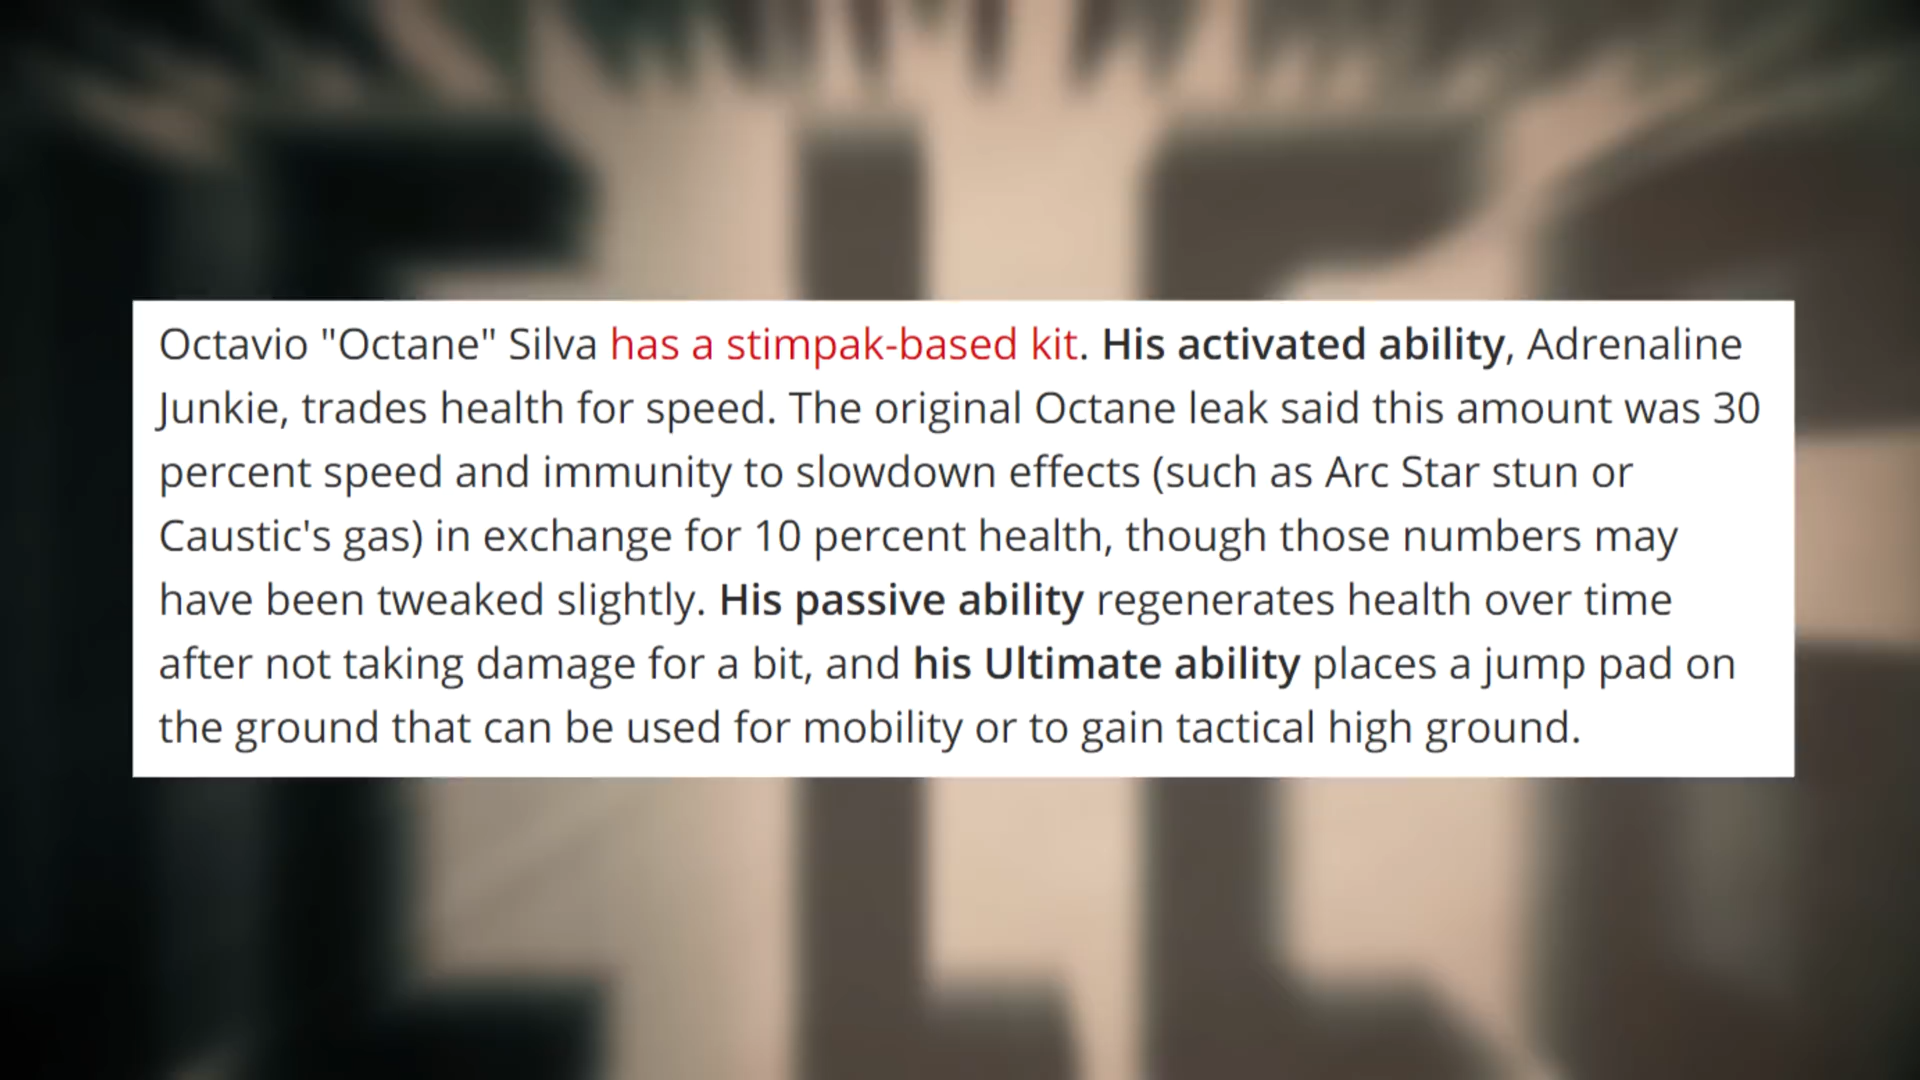 Octavio "Octane" Silva has a stimpak-based kit. His activated ability, Adrenaline
Junkie, trades health for speed. The original Octane leak said this amount was 30
percent speed and immunity to slowdown effects (such as Arc Star stun or
Caustic's gas) in exchange for 10 percent health, though those numbers may
have been tweaked slightly. His passive ability regenerates health over time
after not taking damage for a bit, and his Ultimate ability places a jump pad on
the ground that can be used for mobility or to gain tactical high ground.